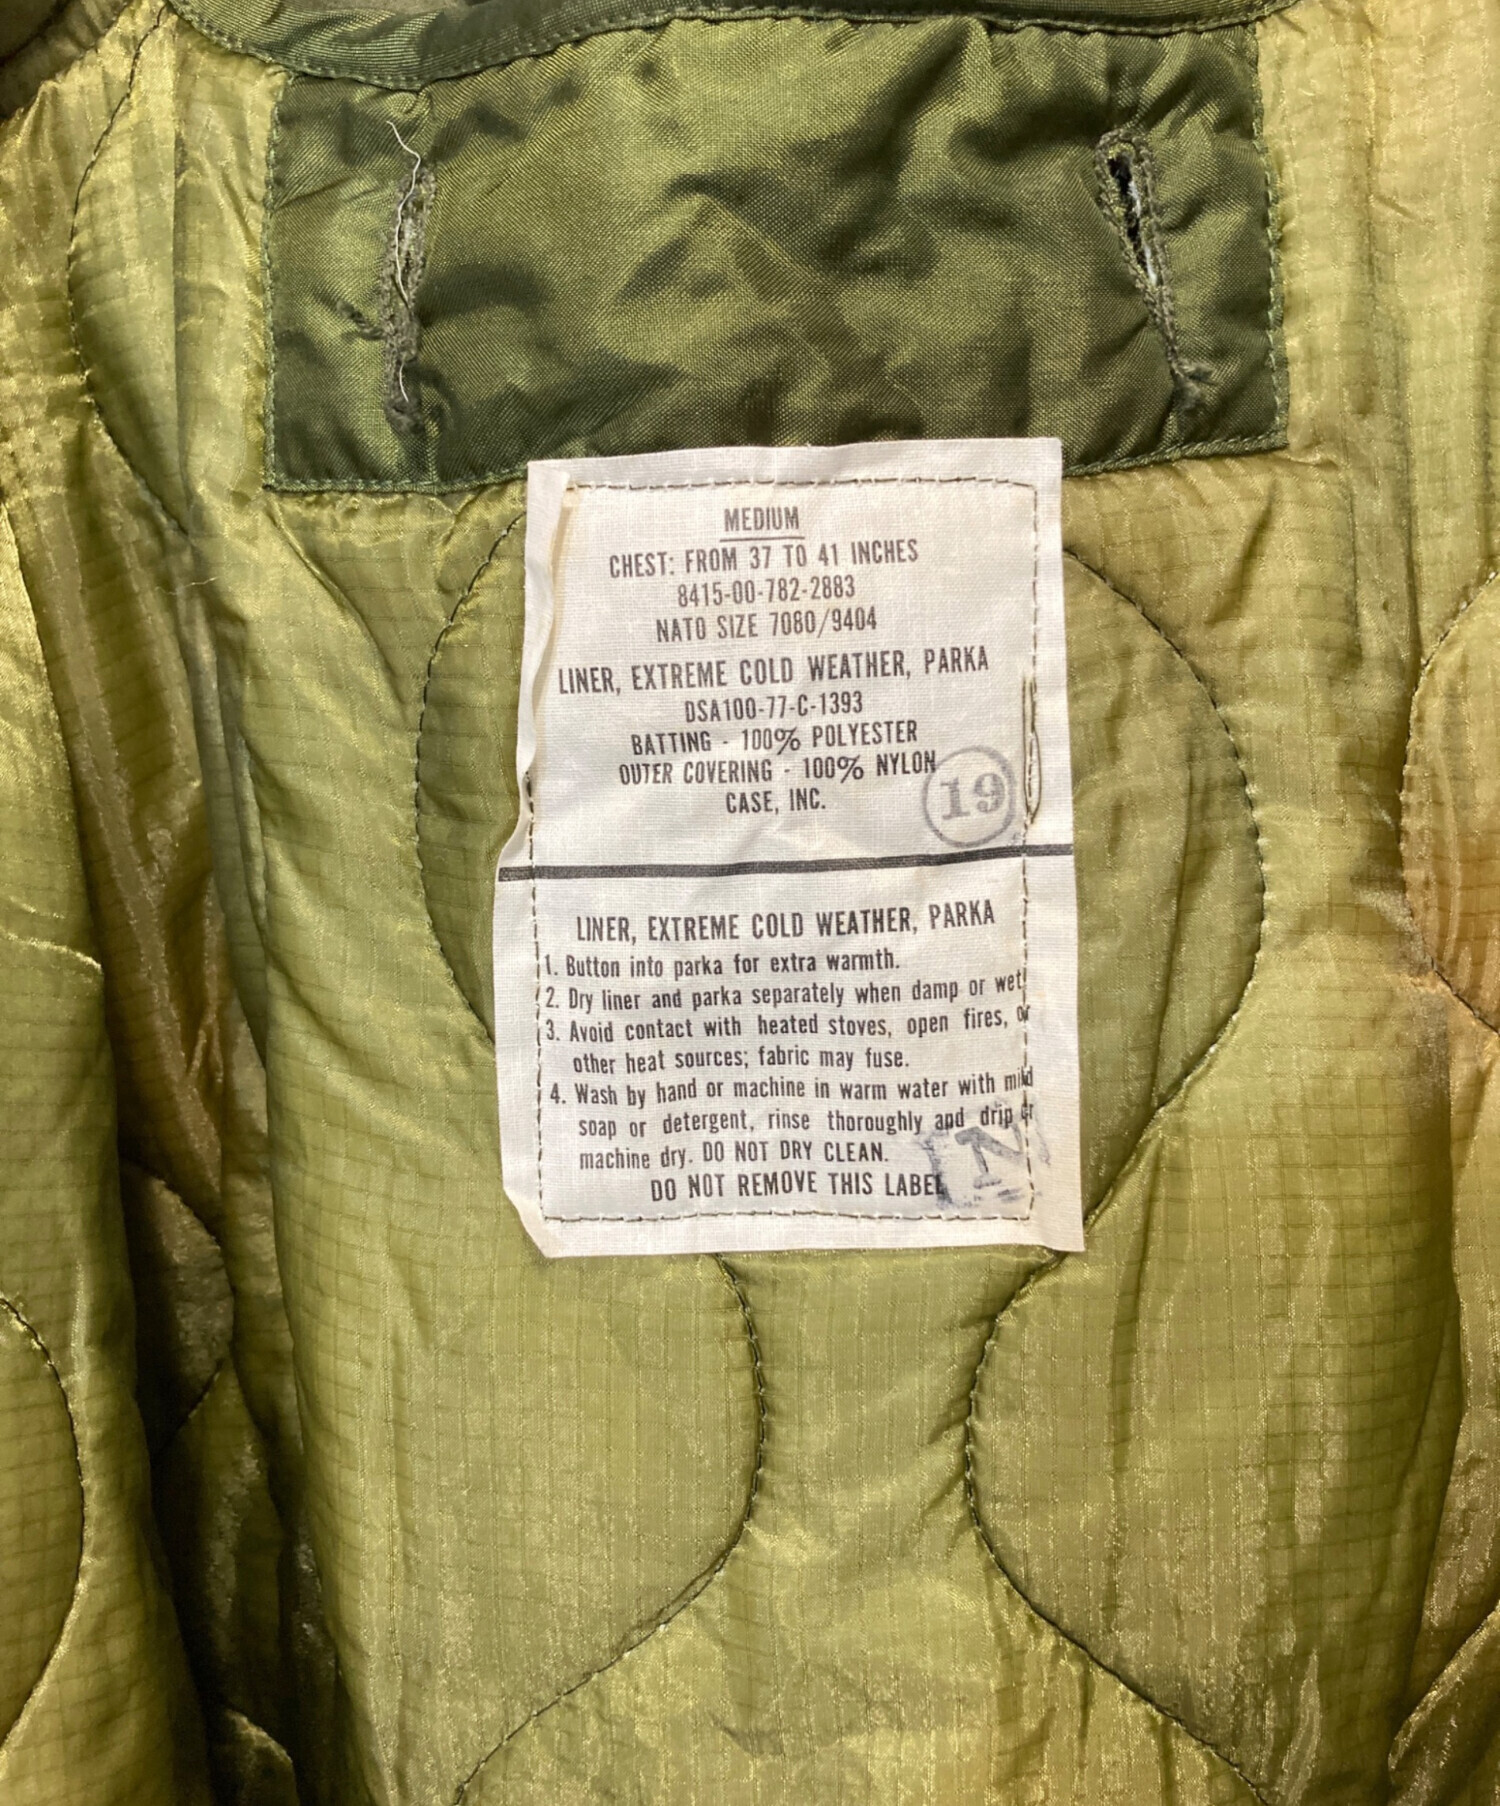 MEDIUM
CHEST: FROM 37 TO 41 INCHES
8415-00-782-2883
NATO SIZE 7080/9404
LINER, EXTREME COLD WEATHER, PARKA
DSA100-77-C-1393
BATTING - 100% POLYESTER
OUTER COVERING - 100% NYLON
CASE, INC.
19
LINER, EXTREME COLD WEATHER, PARKA
1. Button into parka for extra warmth.
2. Dry liner and parka separately when damp or wet
3. Avoid contact with heated stoves, open fires, or
other heat sources; fabric may fuse.
4. Wash by hand or machine in warm water with mild
soap or detergent, rinse thoroughly and drip or
machine dry. DO NOT DRY CLEAN.
DO NOT REMOVE THIS LABEL